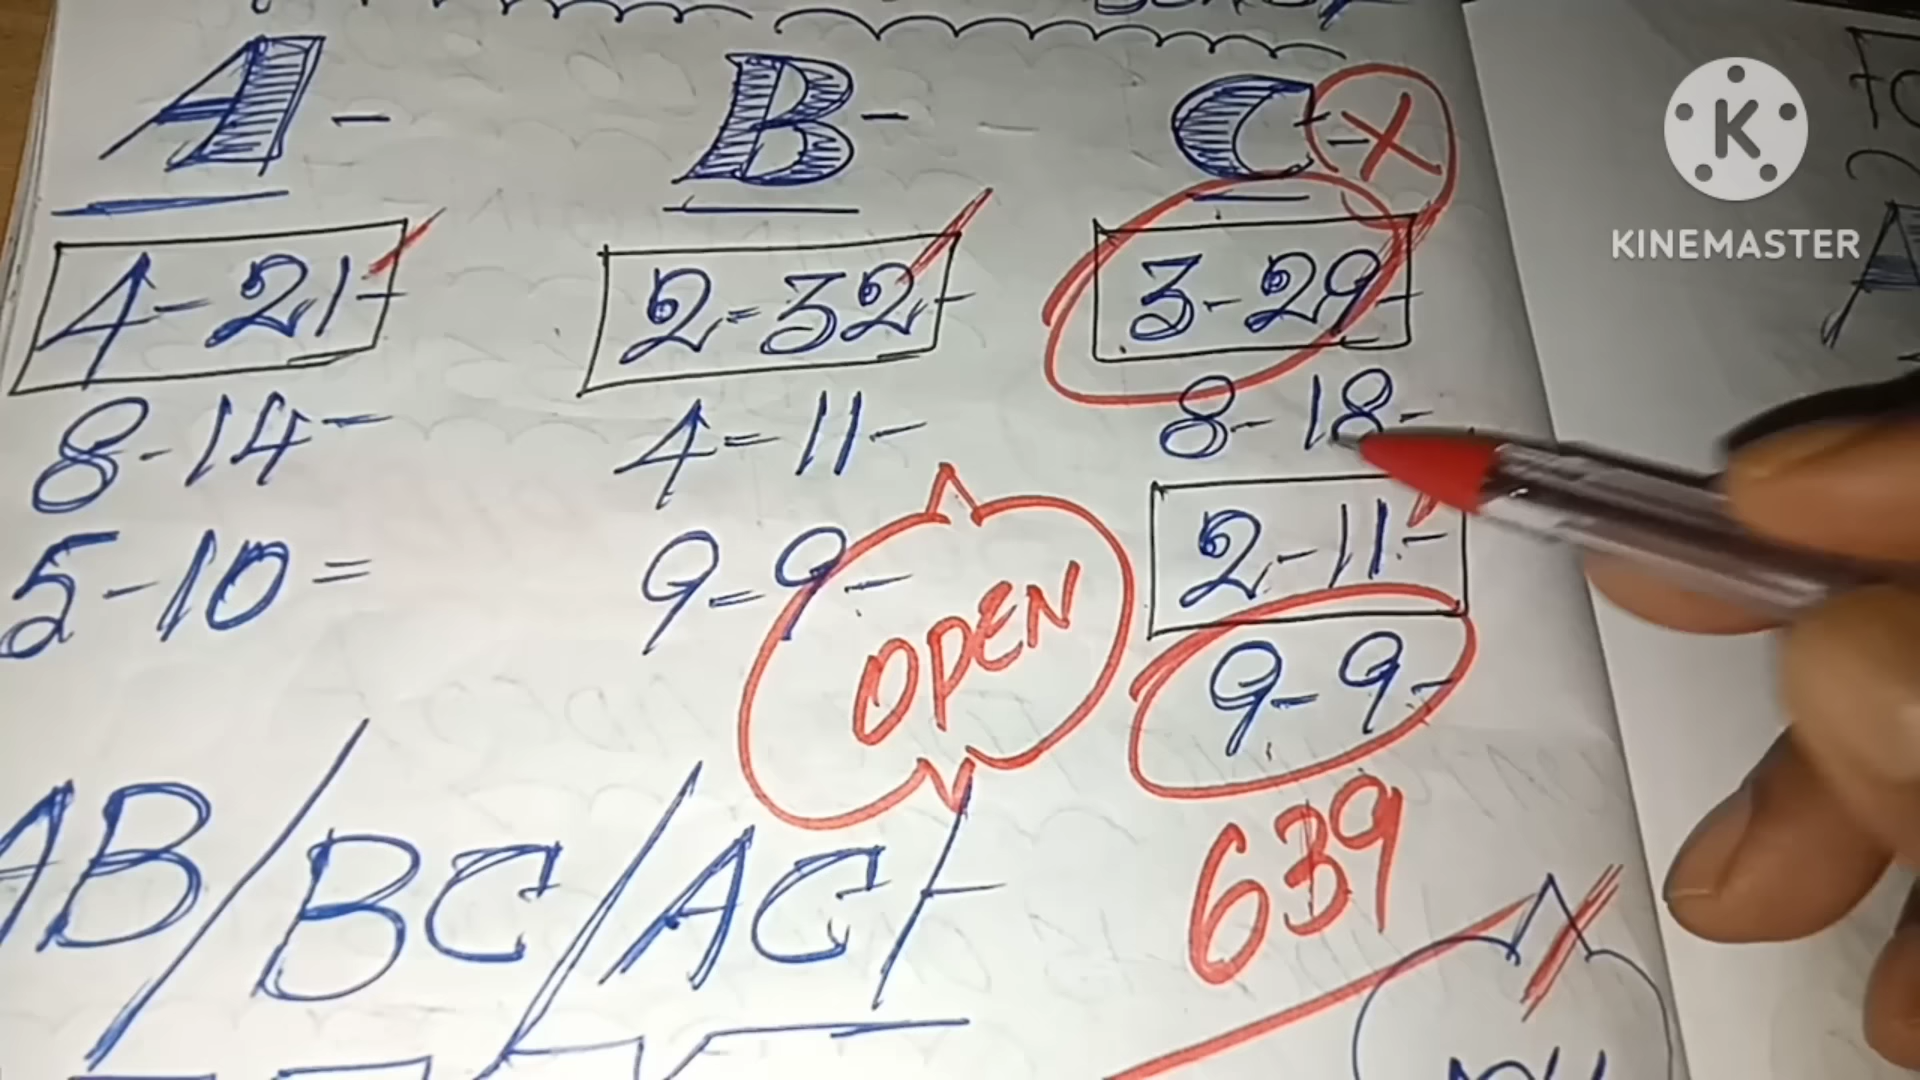 A - B - C - X
4-21- 2=32- 3-29-
8-14- 4=11- 8-18-
5-10= 9=9- 2-11-
OPEN 9-9-
639
AB/BC/AC/-
K
KINEMASTER